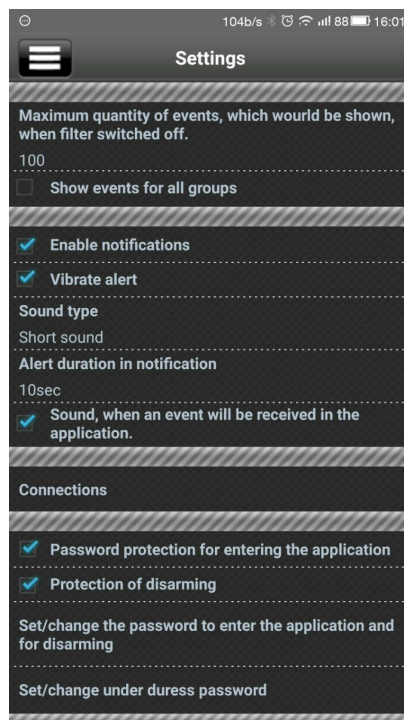 104b/s 88 16:01
Settings
Maximum quantity of events, which wourld be shown,
when filter switched off.
100
Show events for all groups
Enable notifications
Vibrate alert
Sound type
Short sound
Alert duration in notification
10sec
Sound, when an event will be received in the
application.
Connections
Password protection for entering the application
Protection of disarming
Set/change the password to enter the application and
for disarming
Set/change under duress password